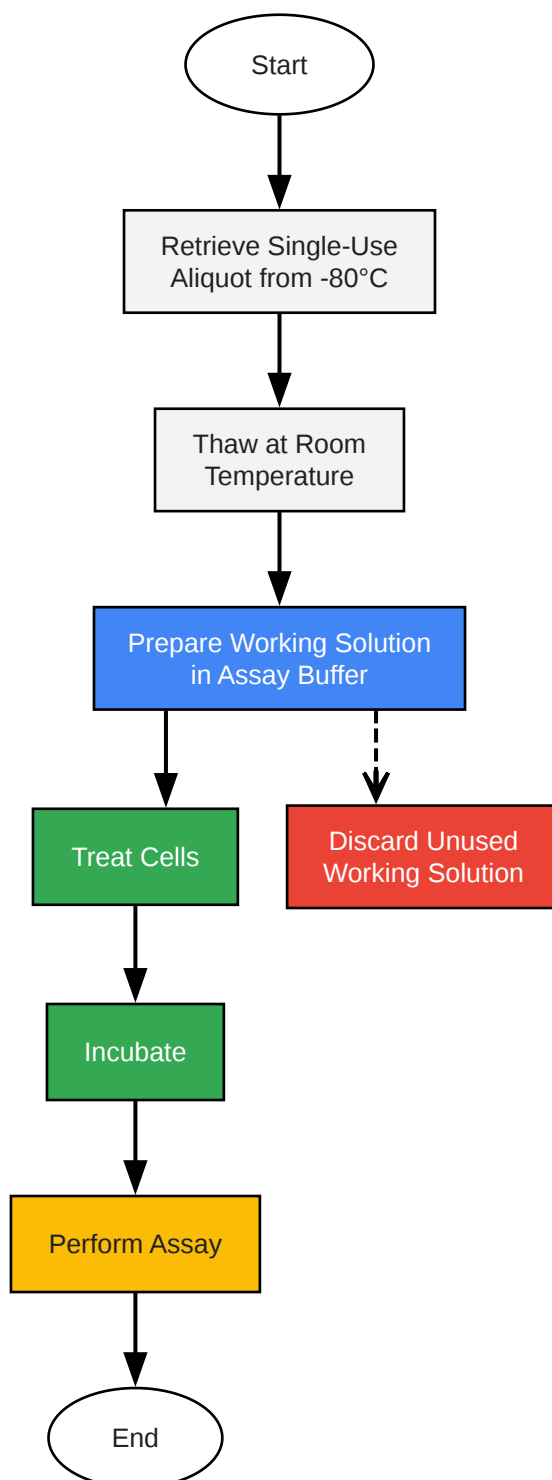 Start
Retrieve Single-Use
Aliquot from -80°C
Thaw at Room
Temperature
Prepare Working Solution
in Assay Buffer
Treat Cells
Discard Unused
Working Solution
Incubate
Perform Assay
End